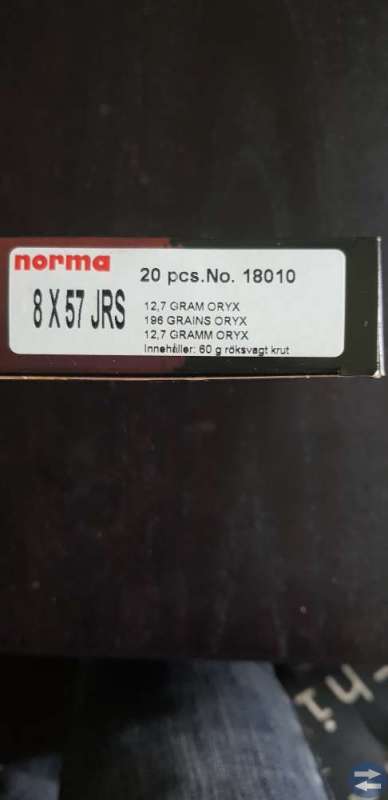 norma
20 pcs.No. 18010
8 X 57 JRS
12,7 GRAM ORYX
196 GRAINS ORYX
12,7 GRAMM ORYX
Innehåller: 60 g röksvagt krut
hi